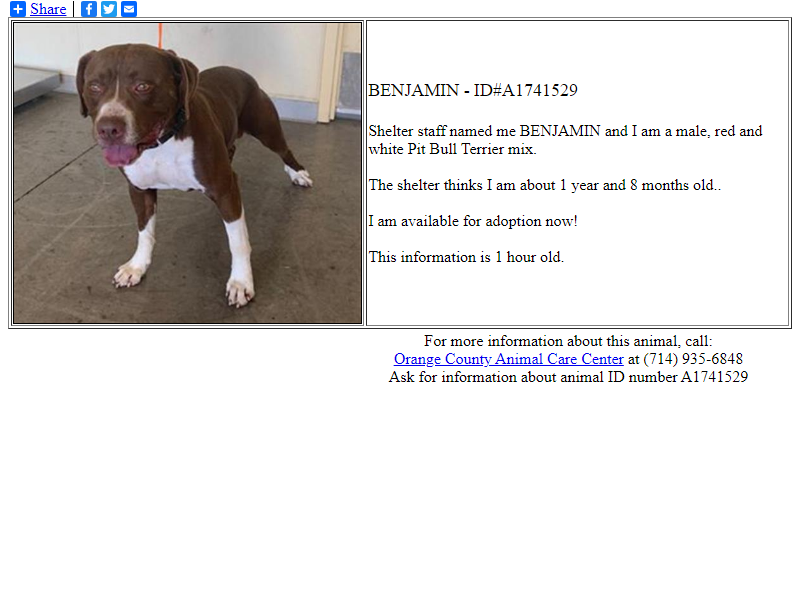 Share
BENJAMIN - ID#A1741529
Shelter staff named me BENJAMIN and I am a male, red and
white Pit Bull Terrier mix.
The shelter thinks I am about 1 year and 8 months old..
I am available for adoption now!
This information is 1 hour old.
For more information about this animal, call:
Orange County Animal Care Center at (714) 935-6848
Ask for information about animal ID number A1741529